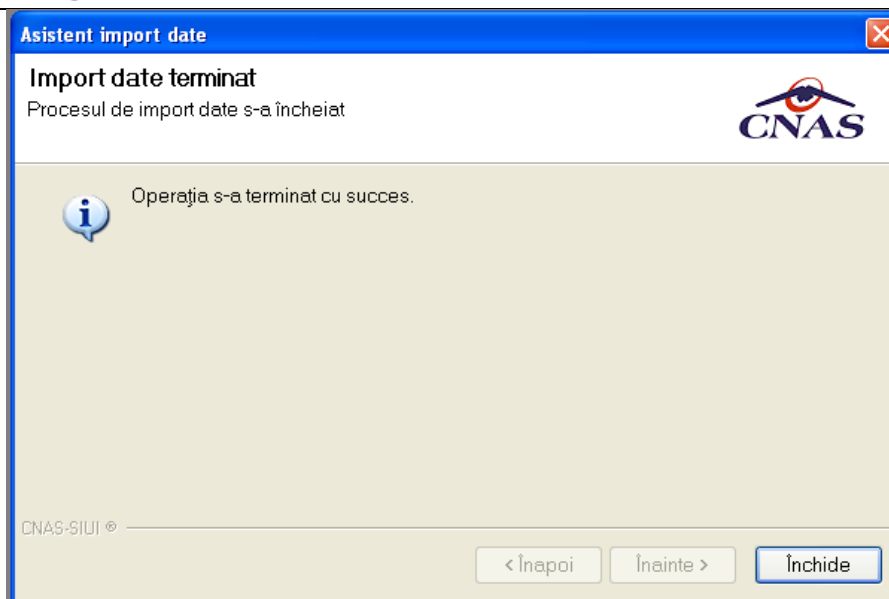 Asistent import date
Import date terminat
Procesul de import date s-a încheiat
CNAS
Operaţia s-a terminat cu succes.
CNAS-SIUI ®
< Înapoi
Înainte >
Închide